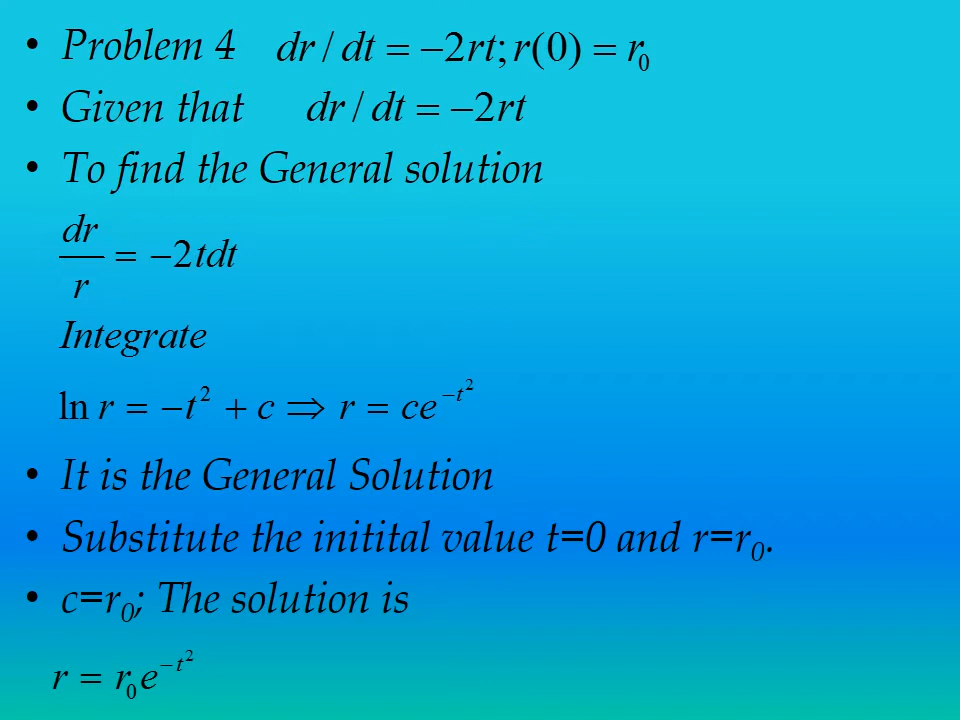 • Problem 4 dr / dt = −2rt; r(0) = r₀
• Given that dr / dt = −2rt
• To find the General solution
dr/r = −2tdt
Integrate
ln r = −t² + c ⇒ r = ce^{−t²}
• It is the General Solution
• Substitute the initital value t=0 and r=r₀.
• c=r₀; The solution is
r = r₀e^{−t²}